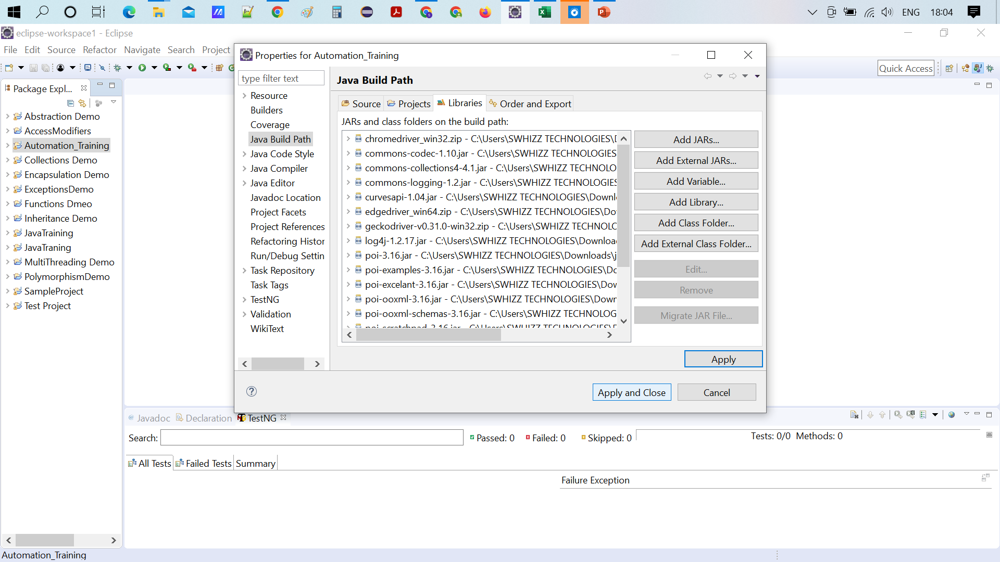 ENG
18:04
eclipse-workspace1 - Eclipse
File Edit Source Refactor Navigate Search Project
Quick Access
Package Expl...
Abstraction Demo
AccessModifiers
Automation_Training
Collections Demo
Encapsulation Demo
ExceptionsDemo
Functions Dmeo
Inheritance Demo
JavaTraining
JavaTraning
MultiThreading Demo
PolymorphismDemo
SampleProject
Test Project
Properties for Automation_Training
type filter text
Resource
Builders
Coverage
Java Build Path
Java Code Style
Java Compiler
Java Editor
Javadoc Location
Project Facets
Project References
Refactoring Histor
Run/Debug Settin
Task Repository
Task Tags
TestNG
Validation
WikiText
Java Build Path
Source Projects Libraries Order and Export
JARs and class folders on the build path:
chromedriver_win32.zip - C:\Users\SWHIZZ TECHNOLOGIES\
commons-codec-1.10.jar - C:\Users\SWHIZZ TECHNOLOGIES
commons-collections4-4.1.jar - C:\Users\SWHIZZ TECHNOLO
commons-logging-1.2.jar - C:\Users\SWHIZZ TECHNOLOGIES
curvesapi-1.04.jar - C:\Users\SWHIZZ TECHNOLOGIES\Downl
edgedriver_win64.zip - C:\Users\SWHIZZ TECHNOLOGIES\Do
geckodriver-v0.31.0-win32.zip - C:\Users\SWHIZZ TECHNOLO
log4j-1.2.17.jar - C:\Users\SWHIZZ TECHNOLOGIES\Downloa
poi-3.16.jar - C:\Users\SWHIZZ TECHNOLOGIES\Downloads\j
poi-examples-3.16.jar - C:\Users\SWHIZZ TECHNOLOGIES\Do
poi-excelant-3.16.jar - C:\Users\SWHIZZ TECHNOLOGIES\Dow
poi-ooxml-3.16.jar - C:\Users\SWHIZZ TECHNOLOGIES\Down
poi-ooxml-schemas-3.16.jar - C:\Users\SWHIZZ TECHNOLOG
poi-scratchpad-3.16.jar - C:\Users\SWHIZZ TECHNOLOGIES\
Add JARs...
Add External JARs...
Add Variable...
Add Library...
Add Class Folder...
Add External Class Folder...
Edit...
Remove
Migrate JAR File...
Apply
Apply and Close
Cancel
Javadoc Declaration TestNG
Search:
Passed: 0 Failed: 0 Skipped: 0
Tests: 0/0 Methods: 0
All Tests Failed Tests Summary
Failure Exception
Automation_Training